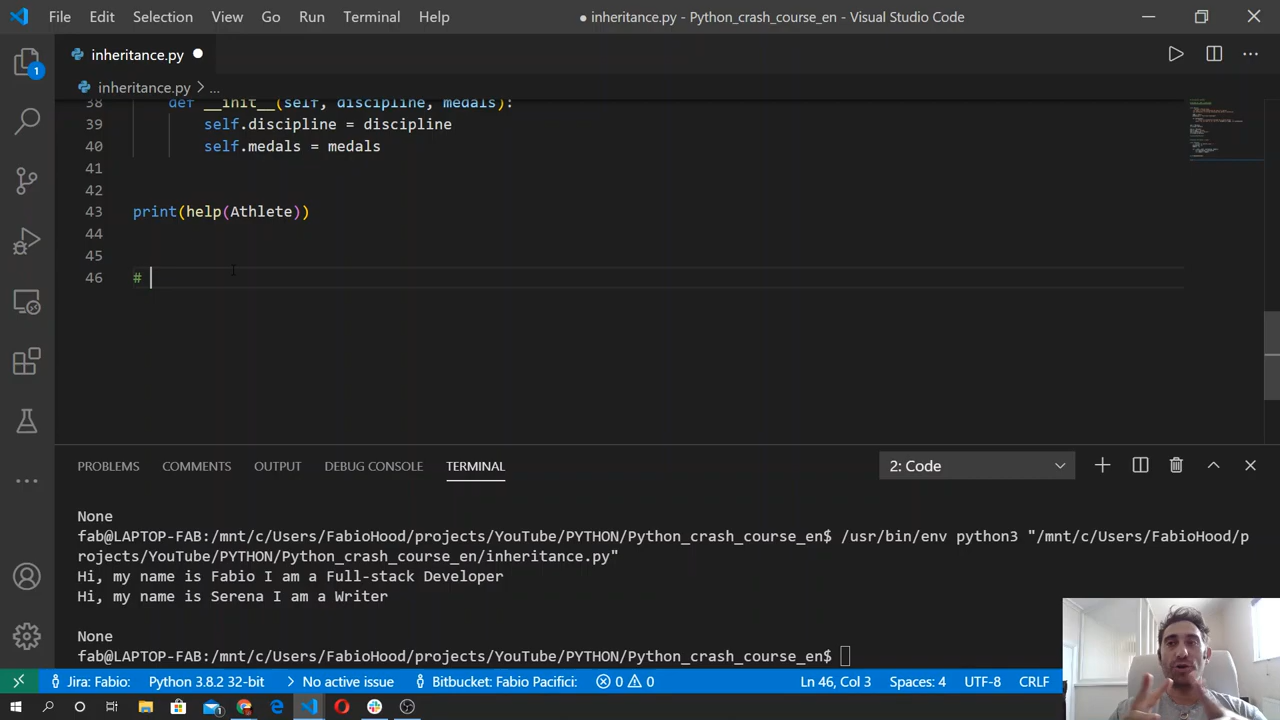 File Edit Selection View Go Run Terminal Help
● inheritance.py - Python_crash_course_en - Visual Studio Code
inheritance.py
1
inheritance.py > ...
38 def __init__(self, discipline, medals):
39 self.discipline = discipline
40 self.medals = medals
41
42
43 print(help(Athlete))
44
45
46 #
PROBLEMS COMMENTS OUTPUT DEBUG CONSOLE TERMINAL
2: Code
None
fab@LAPTOP-FAB:/mnt/c/Users/FabioHood/projects/YouTube/PYTHON/Python_crash_course_en$ /usr/bin/env python3 "/mnt/c/Users/FabioHood/p
rojects/YouTube/PYTHON/Python_crash_course_en/inheritance.py"
Hi, my name is Fabio I am a Full-stack Developer
Hi, my name is Serena I am a Writer
None
fab@LAPTOP-FAB:/mnt/c/Users/FabioHood/projects/YouTube/PYTHON/Python_crash_course_en$
Jira: Fabio: Python 3.8.2 32-bit No active issue Bitbucket: Fabio Pacifici: 0 0 Ln 46, Col 3 Spaces: 4 UTF-8 CRLF